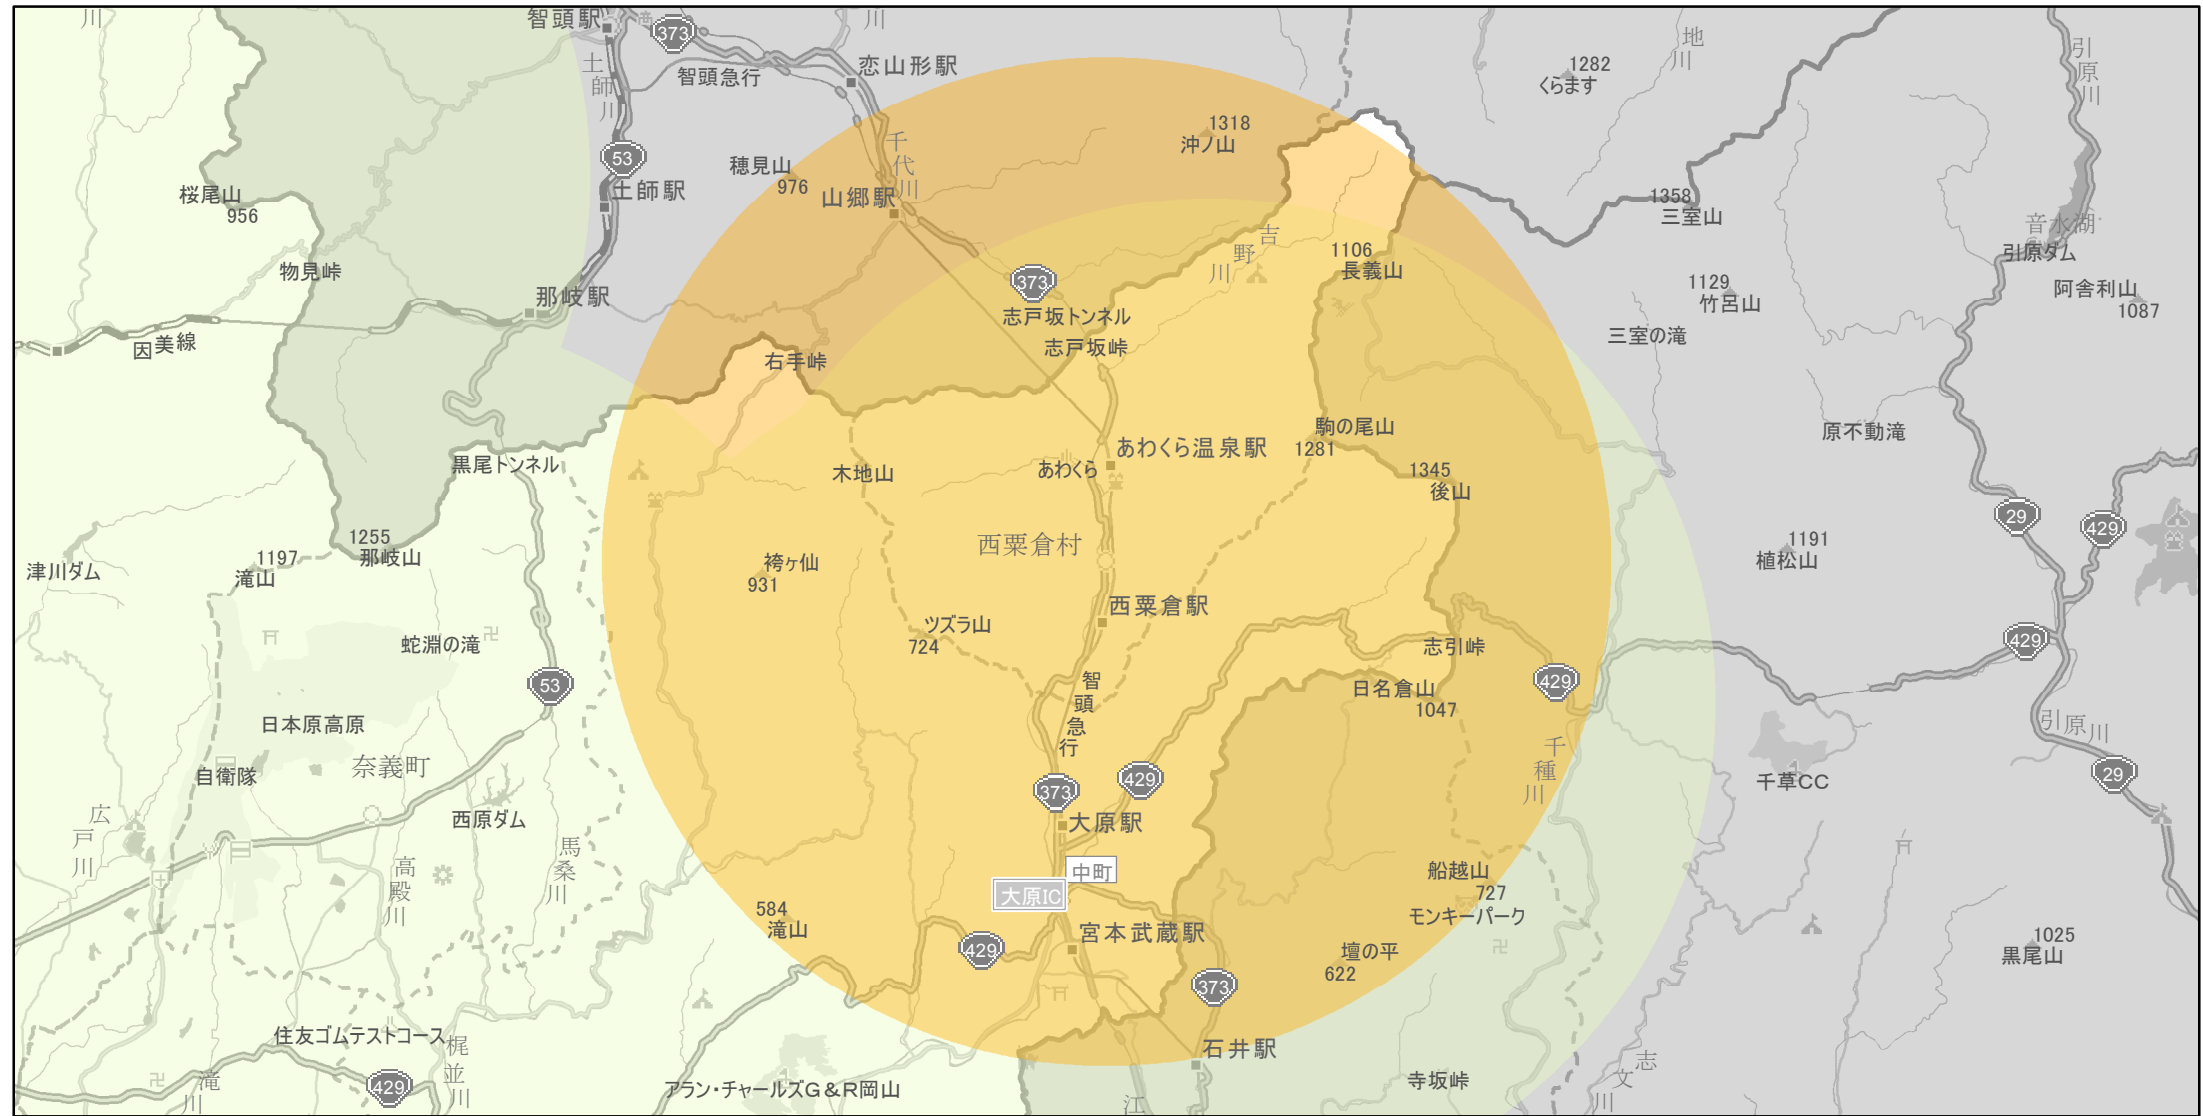 川
智頭駅
373
川
土師川
智頭急行
恋山形駅
1282
くらます
地川
引原川
53
土師駅
穂見山
976
千代川
山郷駅
1318
沖ノ山
桜尾山
956
1358
三室山
音水湖
引原ダム
物見峠
那岐駅
吉野川
1106
長義山
373
志戸坂トンネル
志戸坂峠
1129
竹呂山
阿舎利山
1087
因美線
右手峠
三室の滝
黒尾トンネル
木地山
あわくら温泉駅
あわくら
駒の尾山
1281
1345
後山
原不動滝
29
429
1255
那岐山
1197
滝山
津川ダム
袴ヶ仙
931
西粟倉村
1191
植松山
西粟倉駅
ツズラ山
724
蛇淵の滝
志引峠
429
53
智頭急行
日名倉山
1047
429
日本原高原
奈義町
自衛隊
引原川
29
千種川
千草CC
373
429
西原ダム
広戸川
大原駅
馬桑川
高殿川
中町
大原IC
船越山
727
モンキーパーク
584
滝山
429
宮本武蔵駅
壇の平
622
1025
黒尾山
373
住友ゴムテストコース
梶並川
石井駅
429
滝川
アラン・チャールズG&R岡山
江
寺坂峠
志文川